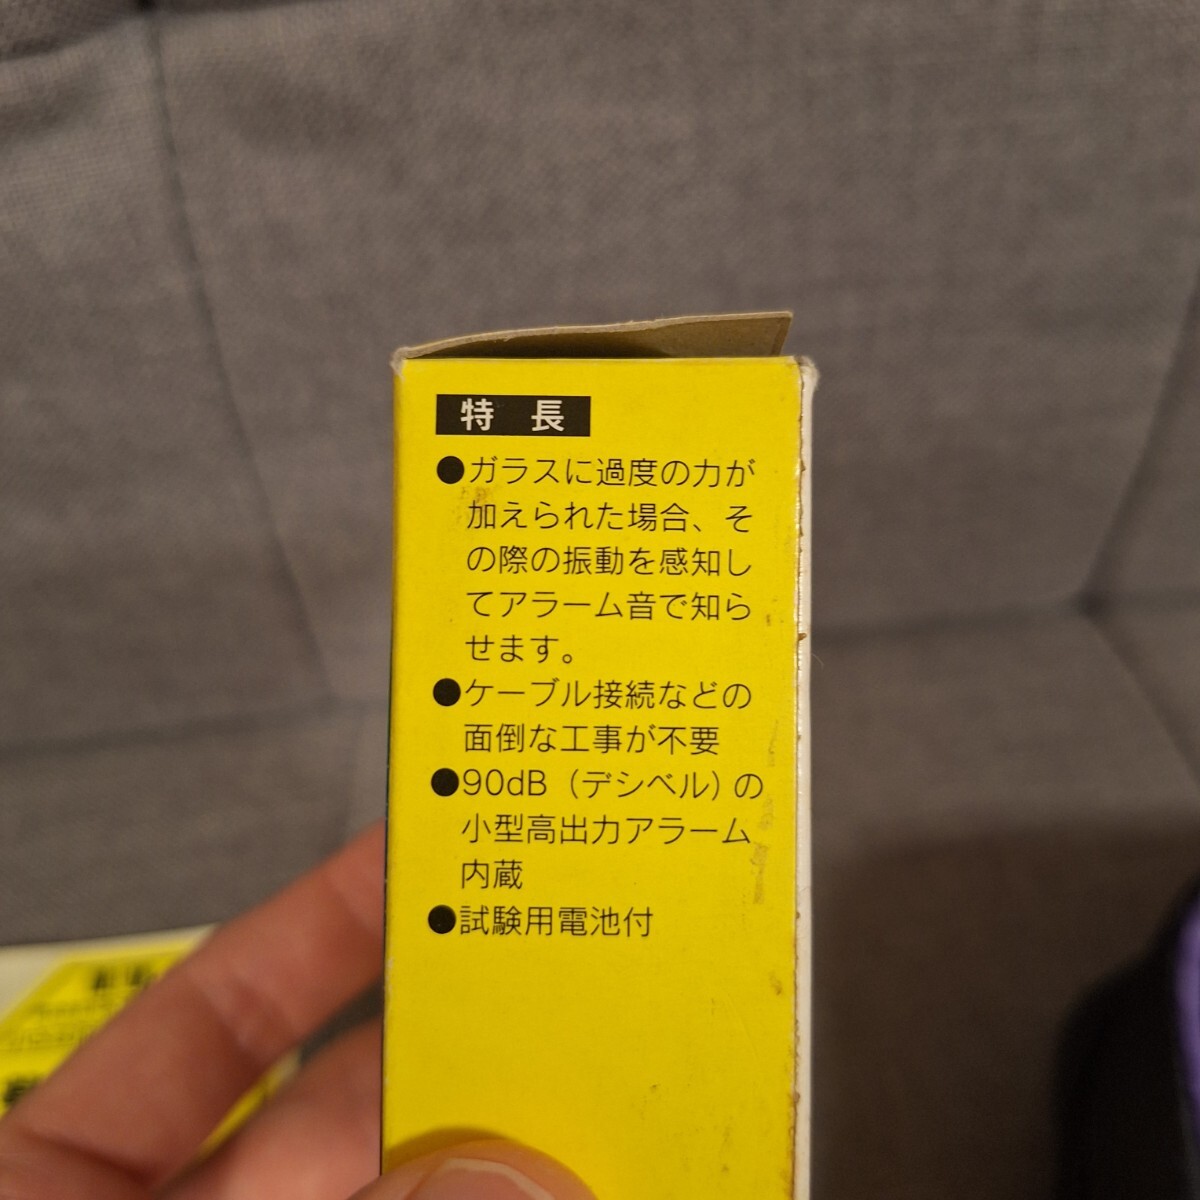 特長
●ガラスに過度の力が
加えられた場合、そ
の際の振動を感知し
てアラーム音で知ら
せます。
●ケーブル接続などの
面倒な工事が不要
●90dB（デシベル）の
小型高出力アラーム
内蔵
●試験用電池付